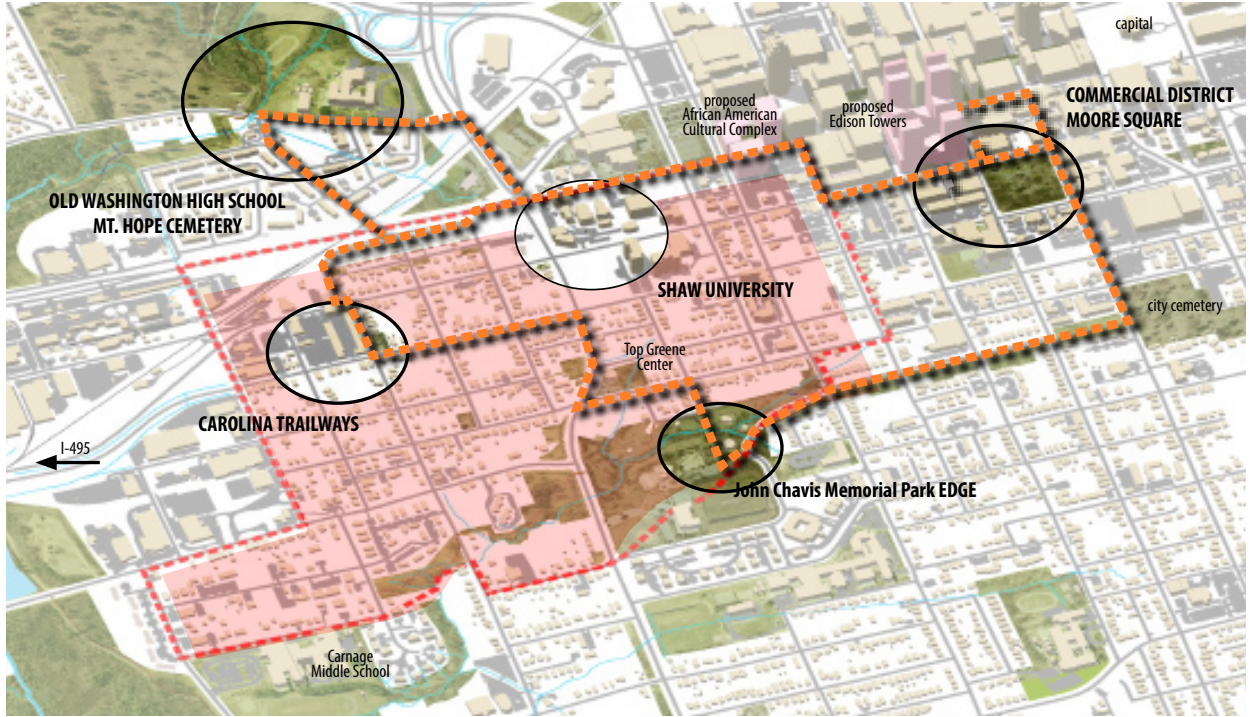 capital
COMMERCIAL DISTRICT
MOORE SQUARE
proposed
African American
Cultural Complex
proposed
Edison Towers
OLD WASHINGTON HIGH SCHOOL
MT. HOPE CEMETERY
SHAW UNIVERSITY
city cemetery
Top Greene
Center
CAROLINA TRAILWAYS
I-495
John Chavis Memorial Park EDGE
Carnage
Middle School